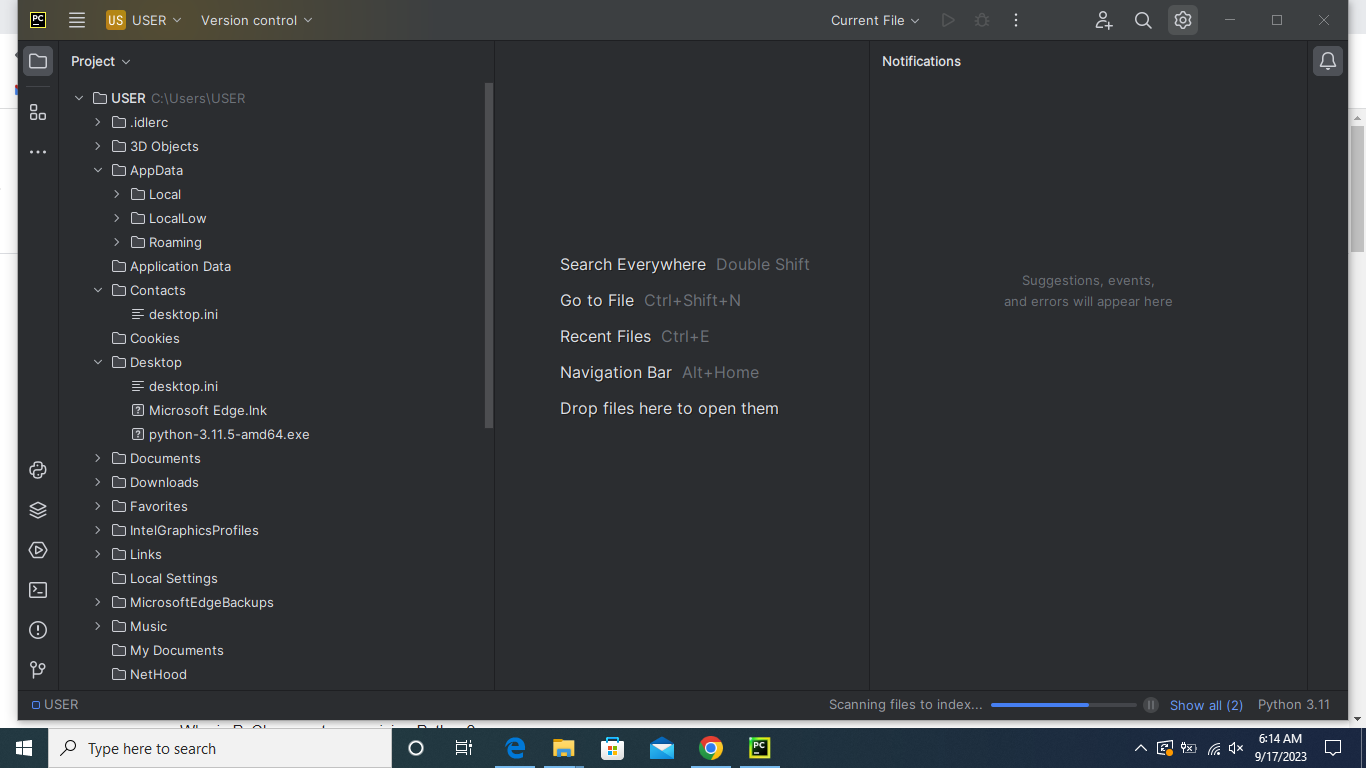 PC
US USER
Version control
Current File
Project
Notifications
USER C:\Users\USER
.idlerc
3D Objects
AppData
Local
LocalLow
Roaming
Application Data
Contacts
desktop.ini
Cookies
Desktop
desktop.ini
Microsoft Edge.lnk
python-3.11.5-amd64.exe
Documents
Downloads
Favorites
IntelGraphicsProfiles
Links
Local Settings
MicrosoftEdgeBackups
Music
My Documents
NetHood
Search Everywhere Double Shift
Go to File Ctrl+Shift+N
Recent Files Ctrl+E
Navigation Bar Alt+Home
Drop files here to open them
Suggestions, events,
and errors will appear here
USER
Scanning files to index... Show all (2) Python 3.11
Type here to search
PC
6:14 AM
9/17/2023